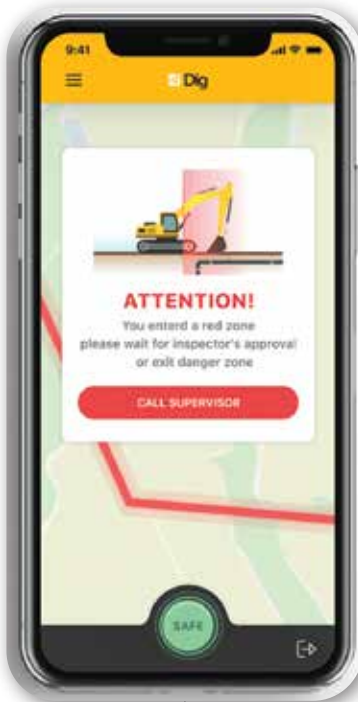 9:41
Dig
ATTENTION!
You enterd a red zone
please wait for inspector's approval
or exit danger zone
CALL SUPERVISOR
SAFE